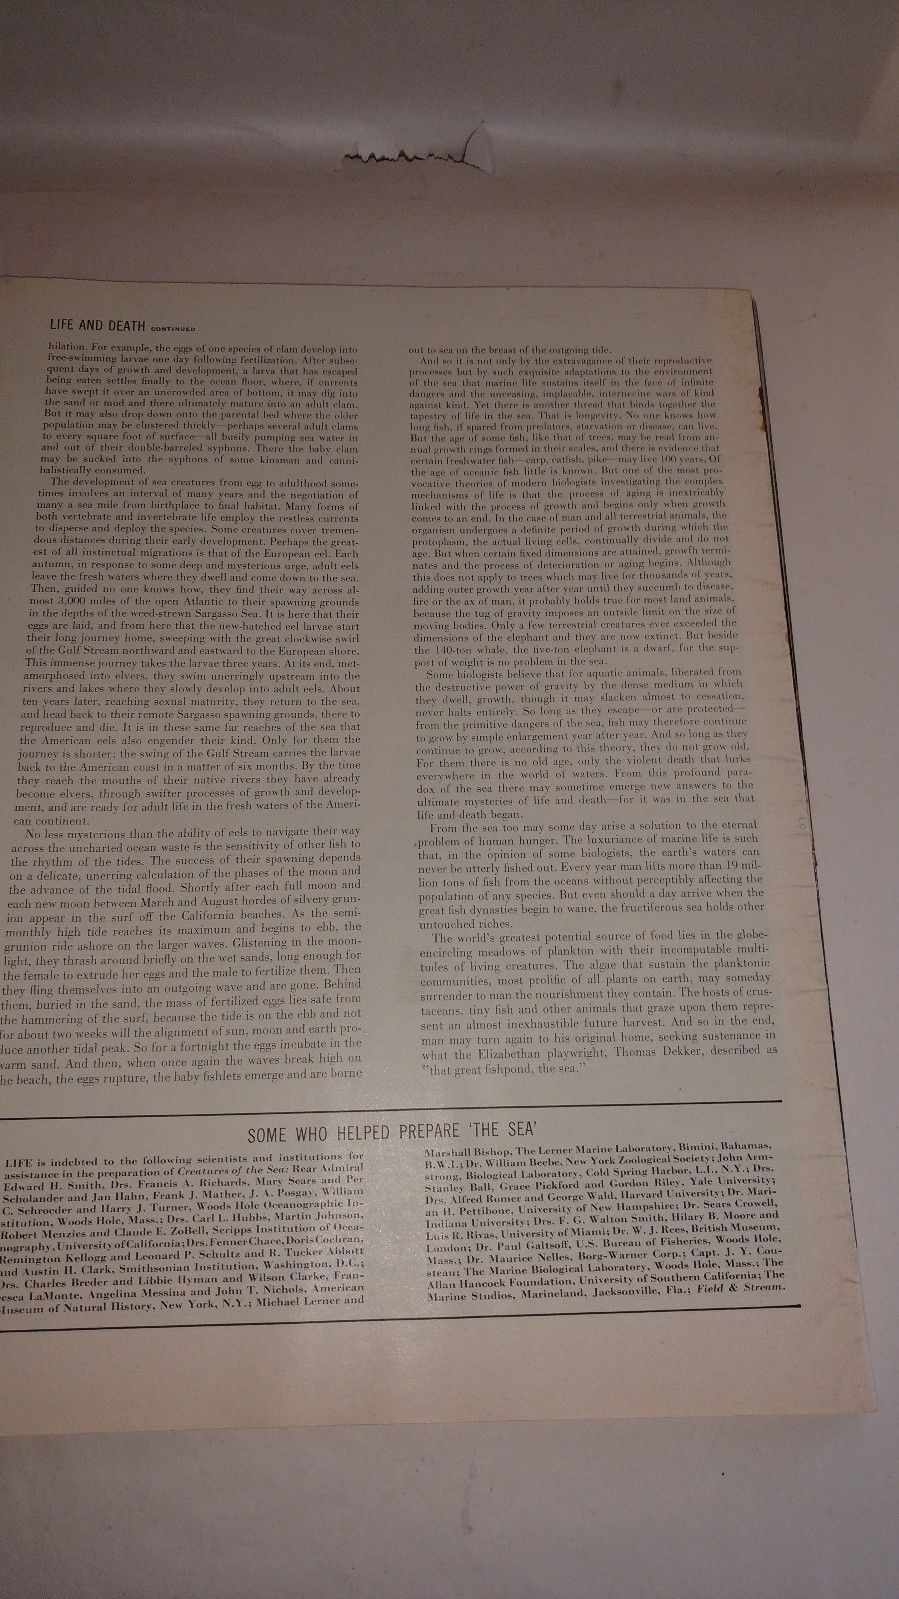 LIFE AND DEATH CONTINUED
hilation. For example, the eggs of one species of clam develop into
free-swimming larvae one day following fertilization. After subse-
quent days of growth and development, a larva that has escaped
being eaten settles finally to the ocean floor, where, if currents
have swept it over an uncrowded area of bottom, it may dig into
the sand or mud and there ultimately mature into an adult clam.
But it may also drop down onto the parental bed where the older
population may be clustered thickly—perhaps several adult clams
to every square foot of surface—all busily pumping sea water in
and out of their double-barreled syphons. There the baby clam
may be sucked into the syphons of some kinsman and canni-
balistically consumed.
The development of sea creatures from egg to adulthood some-
times involves an interval of many years and the negotiation of
many a sea mile from birthplace to final habitat. Many forms of
both vertebrate and invertebrate life employ the restless currents
to disperse and deploy the species. Some creatures cover tremen-
dous distances during their early development. Perhaps the great-
est of all instinctual migrations is that of the European eel. Each
autumn, in response to some deep and mysterious urge, adult eels
leave the fresh waters where they dwell and come down to the sea.
Then, guided no one knows how, they find their way across al-
most 3,000 miles of the open Atlantic to their spawning grounds
in the depths of the weed-strewn Sargasso Sea. It is here that their
eggs are laid, and from here that the new-hatched eel larvae start
their long journey home, sweeping with the great clockwise swirl
of the Gulf Stream northward and eastward to the European shore.
This immense journey takes the larvae three years. At its end, met-
amorphosed into elvers, they swim unerringly upstream into the
rivers and lakes where they slowly develop into adult eels. About
ten years later, reaching sexual maturity, they return to the sea,
and head back to their remote Sargasso spawning grounds, there to
reproduce and die. It is in these same far reaches of the sea that
the American eels also engender their kind. Only for them the
journey is shorter; the swing of the Gulf Stream carries the larvae
back to the American coast in a matter of six months. By the time
they reach the mouths of their native rivers they have already
become elvers, through swifter processes of growth and develop-
ment, and are ready for adult life in the fresh waters of the Ameri-
can continent.
No less mysterious than the ability of eels to navigate their way
across the uncharted ocean waste is the sensitivity of other fish to
the rhythm of the tides. The success of their spawning depends
on a delicate, unerring calculation of the phases of the moon and
the advance of the tidal flood. Shortly after each full moon and
each new moon between March and August hordes of silvery grun-
ion appear in the surf off the California beaches. As the semi-
monthly high tide reaches its maximum and begins to ebb, the
grunion ride ashore on the larger waves. Glistening in the moon-
light, they thrash around briefly on the wet sands, long enough for
the female to extrude her eggs and the male to fertilize them. Then
they fling themselves into an outgoing wave and are gone. Behind
them, buried in the sand, the mass of fertilized eggs lies safe from
the hammering of the surf, because the tide is on the ebb and not
for about two weeks will the alignment of sun, moon and earth pro-
duce another tidal peak. So for a fortnight the eggs incubate in the
warm sand. And then, when once again the waves break high on
he beach, the eggs rupture, the baby fishlets emerge and are borne
out to sea on the breast of the outgoing tide.
And so it is not only by the extravagance of their reproductive
processes but by such exquisite adaptations to the environment
of the sea that marine life sustains itself in the face of infinite
dangers and the unceasing, implacable, internecine wars of kind
against kind. Yet there is another thread that binds together the
tapestry of life in the sea. That is longevity. No one knows how
long fish, if spared from predators, starvation or disease, can live.
But the age of some fish, like that of trees, may be read from an-
nual growth rings formed in their scales, and there is evidence that
certain freshwater fish—carp, catfish, pike—may live 100 years. Of
the age of oceanic fish little is known. But one of the most pro-
vocative theories of modern biologists investigating the complex
mechanisms of life is that the process of aging is inextricably
linked with the process of growth and begins only when growth
comes to an end. In the case of man and all terrestrial animals, the
organism undergoes a definite period of growth during which the
protoplasm, the actual living cells, continually divide and do not
age. But when certain fixed dimensions are attained, growth termi-
nates and the process of deterioration or aging begins. Although
this does not apply to trees which may live for thousands of years,
adding outer growth year after year until they succumb to disease,
fire or the ax of man, it probably holds true for most land animals,
because the tug of gravity imposes an outside limit on the size of
moving bodies. Only a few terrestrial creatures ever exceeded the
dimensions of the elephant and they are now extinct. But beside
the 140-ton whale, the five-ton elephant is a dwarf, for the sup-
port of weight is no problem in the sea.
Some biologists believe that for aquatic animals, liberated from
the destructive power of gravity by the dense medium in which
they dwell, growth, though it may slacken almost to cessation,
never halts entirely. So long as they escape—or are protected—
from the primitive dangers of the sea, fish may therefore continue
to grow by simple enlargement year after year. And so long as they
continue to grow, according to this theory, they do not grow old.
For them there is no old age, only the violent death that lurks
everywhere in the world of waters. From this profound para-
dox of the sea there may sometime emerge new answers to the
ultimate mysteries of life and death—for it was in the sea that
life and death began.
From the sea too may some day arise a solution to the eternal
problem of human hunger. The luxuriance of marine life is such
that, in the opinion of some biologists, the earth's waters can
never be utterly fished out. Every year man lifts more than 19 mil-
lion tons of fish from the oceans without perceptibly affecting the
population of any species. But even should a day arrive when the
great fish dynasties begin to wane, the fructiferous sea holds other
untouched riches.
The world's greatest potential source of food lies in the globe-
encircling meadows of plankton with their incomputable multi-
tudes of living creatures. The algae that sustain the planktonic
communities, most prolific of all plants on earth, may someday
surrender to man the nourishment they contain. The hosts of crus-
taceans, tiny fish and other animals that graze upon them repre-
sent an almost inexhaustible future harvest. And so in the end,
man may turn again to his original home, seeking sustenance in
what the Elizabethan playwright, Thomas Dekker, described as
"that great fishpond, the sea."
SOME WHO HELPED PREPARE 'THE SEA'
LIFE is indebted to the following scientists and institutions for
assistance in the preparation of Creatures of the Sea: Rear Admiral
Edward H. Smith, Drs. Francis A. Richards, Mary Sears and Per
Scholander and Jan Hahn, Frank J. Mather, J. A. Posgay, William
C. Schroeder and Harry J. Turner, Woods Hole Oceanographic In-
stitution, Woods Hole, Mass.; Drs. Carl L. Hubbs, Martin Johnson,
Robert Menzies and Claude E. ZoBell, Scripps Institution of Ocea-
nography, University of California; Drs. Fenner Chace, Doris Cochran,
Remington Kellogg and Leonard P. Schultz and R. Tucker Abbott
and Austin H. Clark, Smithsonian Institution, Washington, D.C.;
Drs. Charles Breder and Libbie Hyman and Wilson Clarke, Fran-
cesca LaMonte, Angelina Messina and John T. Nichols, American
Museum of Natural History, New York, N.Y.; Michael Lerner and
Marshall Bishop, The Lerner Marine Laboratory, Bimini, Bahamas,
B.W.I.; Dr. William Beebe, New York Zoological Society; John Arm-
strong, Biological Laboratory, Cold Spring Harbor, L.I., N.Y.; Drs.
Stanley Ball, Grace Pickford and Gordon Riley, Yale University;
Drs. Alfred Romer and George Wald, Harvard University; Dr. Mari-
an H. Pettibone, University of New Hampshire; Dr. Sears Crowell,
Indiana University; Drs. F. G. Walton Smith, Hilary B. Moore and
Luis R. Rivas, University of Miami; Dr. W. J. Rees, British Museum,
London; Dr. Paul Galtsoff, U.S. Bureau of Fisheries, Woods Hole,
Mass.; Dr. Maurice Nelles, Borg-Warner Corp.; Capt. J. Y. Cou-
steau; The Marine Biological Laboratory, Woods Hole, Mass.; The
Allan Hancock Foundation, University of Southern California; The
Marine Studios, Marineland, Jacksonville, Fla.; Field & Stream.